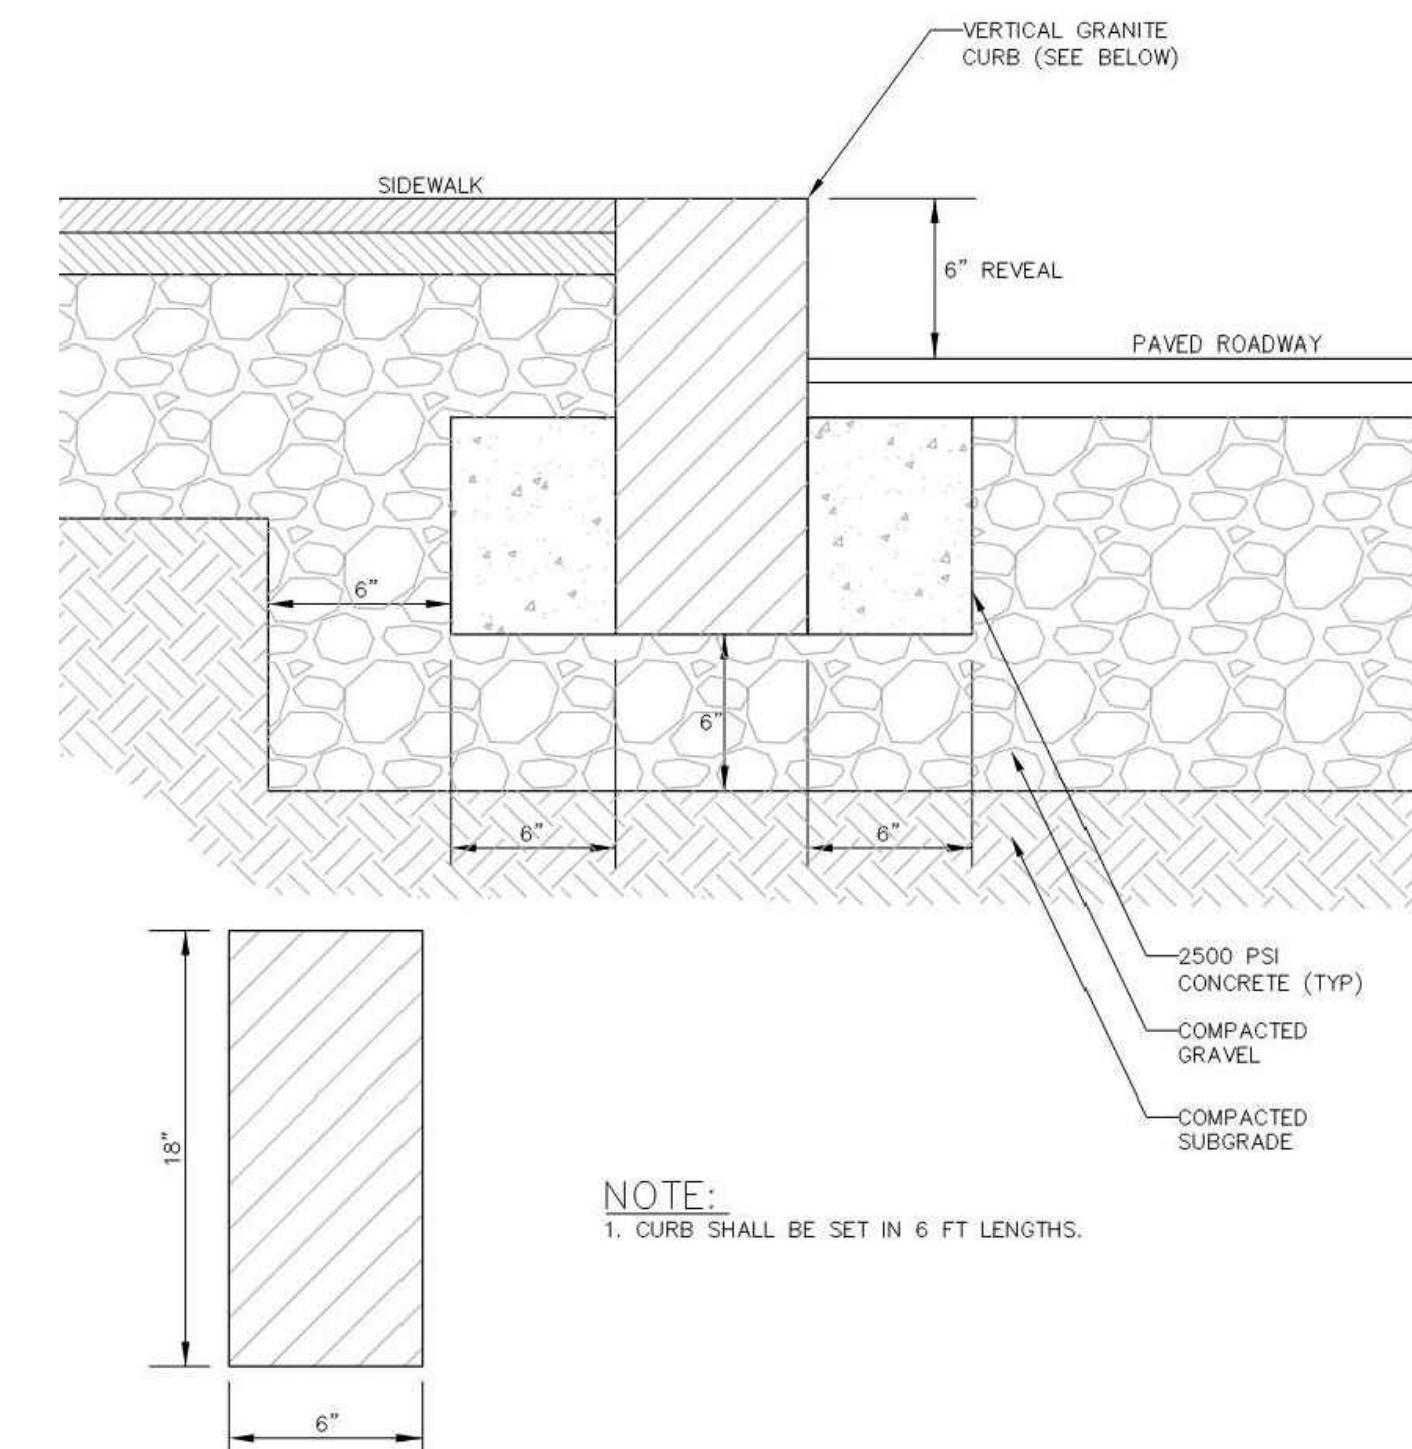 VERTICAL GRANITE
CURB (SEE BELOW)
SIDEWALK
6" REVEAL
PAVED ROADWAY
6"
6"
6"
6"
2500 PSI
CONCRETE (TYP)
COMPACTED
GRAVEL
COMPACTED
SUBGRADE
18"
NOTE:
1. CURB SHALL BE SET IN 6 FT LENGTHS.
6"